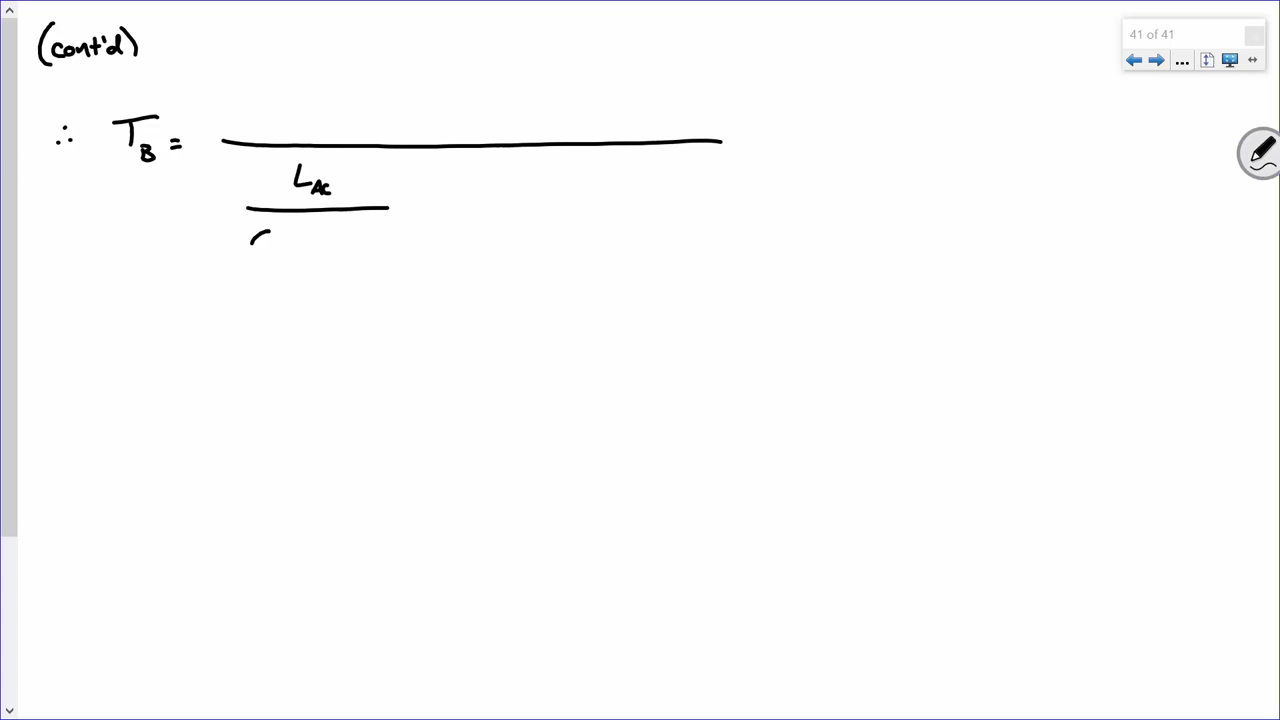 (cont'd)
41 of 41
∴ T_B =
L_AC
(